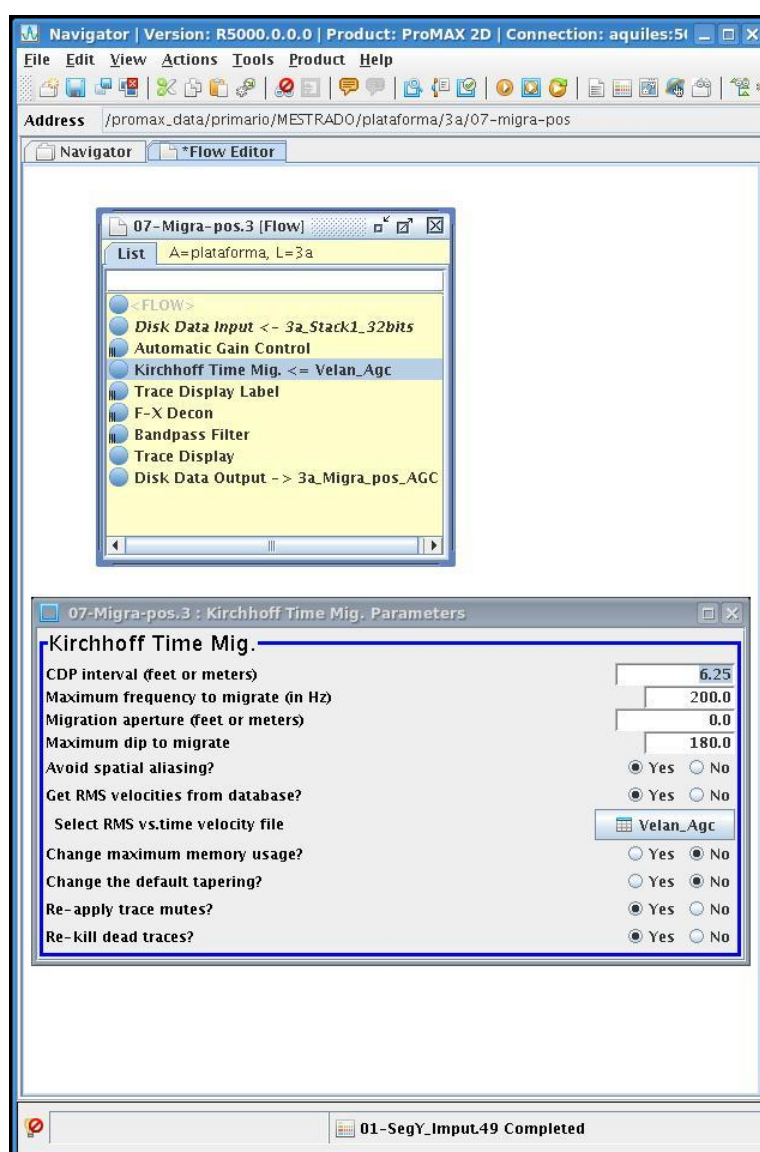 Navigator | Version: R5000.0.0.0 | Product: ProMAX 2D | Connection: aquiles:5
File Edit View Actions Tools Product Help
Address /promax_data/primario/MESTRADO/plataforma/3a/07-migra-pos
Navigator *Flow Editor
07-Migra-pos.3 [Flow]
List A=plataforma, L=3a
<FLOW>
Disk Data Input <- 3a_Stack1_32bits
Automatic Gain Control
Kirchhoff Time Mig. <= Velan_Agc
Trace Display Label
F-X Decon
Bandpass Filter
Trace Display
Disk Data Output -> 3a_Migra_pos_AGC
07-Migra-pos.3 : Kirchhoff Time Mig. Parameters
Kirchhoff Time Mig.
CDP interval (feet or meters) 6.25
Maximum frequency to migrate (in Hz) 200.0
Migration aperture (feet or meters) 0.0
Maximum dip to migrate 180.0
Avoid spatial aliasing? Yes No
Get RMS velocities from database? Yes No
Select RMS vs.time velocity file Velan_Agc
Change maximum memory usage? Yes No
Change the default tapering? Yes No
Re-apply trace mutes? Yes No
Re-kill dead traces? Yes No
01-SegY_Imput.49 Completed